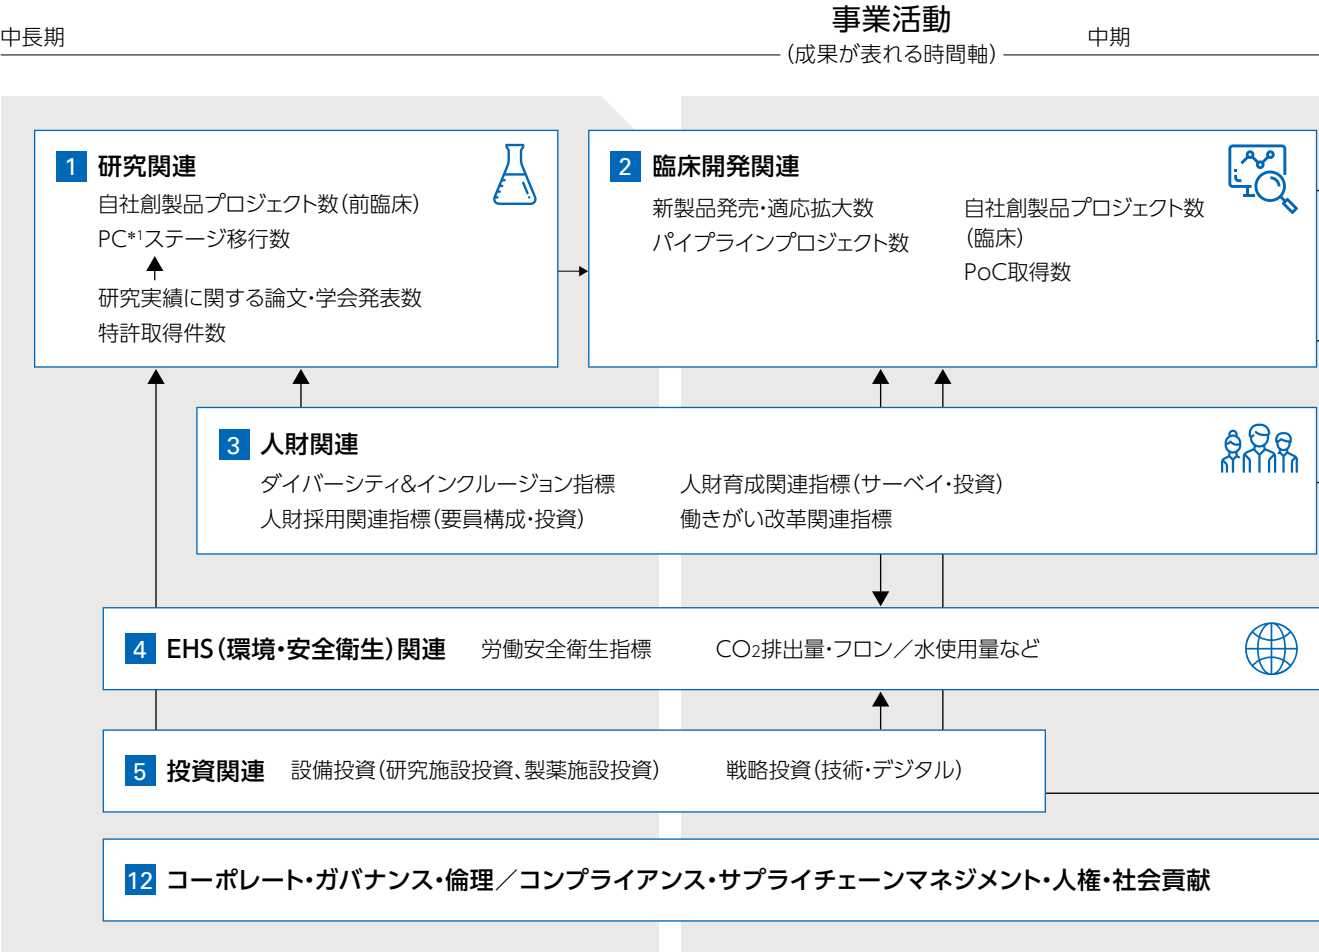 事業活動
中長期
(成果が表れる時間軸)
中期
1 研究関連
自社創製品プロジェクト数(前臨床)
PC*1ステージ移行数
研究実績に関する論文・学会発表数
特許取得件数
2 臨床開発関連
新製品発売・適応拡大数
パイプラインプロジェクト数
自社創製品プロジェクト数
(臨床)
PoC取得数
3 人財関連
ダイバーシティ&インクルージョン指標
人財採用関連指標(要員構成・投資)
人財育成関連指標(サーベイ・投資)
働きがい改革関連指標
4 EHS(環境・安全衛生)関連 労働安全衛生指標 CO2排出量・フロン/水使用量など
5 投資関連 設備投資(研究施設投資、製薬施設投資) 戦略投資(技術・デジタル)
12 コーポレート・ガバナンス・倫理/コンプライアンス・サプライチェーンマネジメント・人権・社会貢献